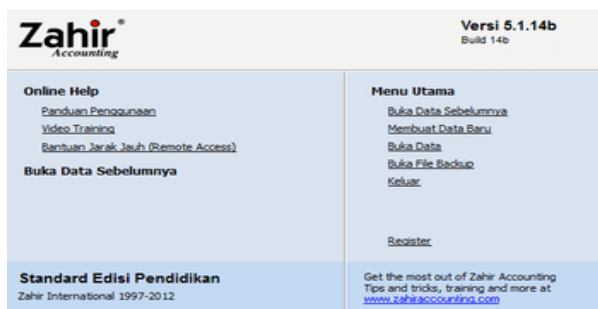 Zahir®
Accounting
Versi 5.1.14b
Build 14b
Online Help
Panduan Penggunaan
Video Training
Bantuan Jarak Jauh (Remote Access)
Buka Data Sebelumnya
Menu Utama
Buka Data Sebelumnya
Membuat Data Baru
Buka Data
Buka File Backup
Keluar
Register
Standard Edisi Pendidikan
Zahir International 1997-2012
Get the most out of Zahir Accounting
Tips and tricks, training and more at
www.zahiraccounting.com